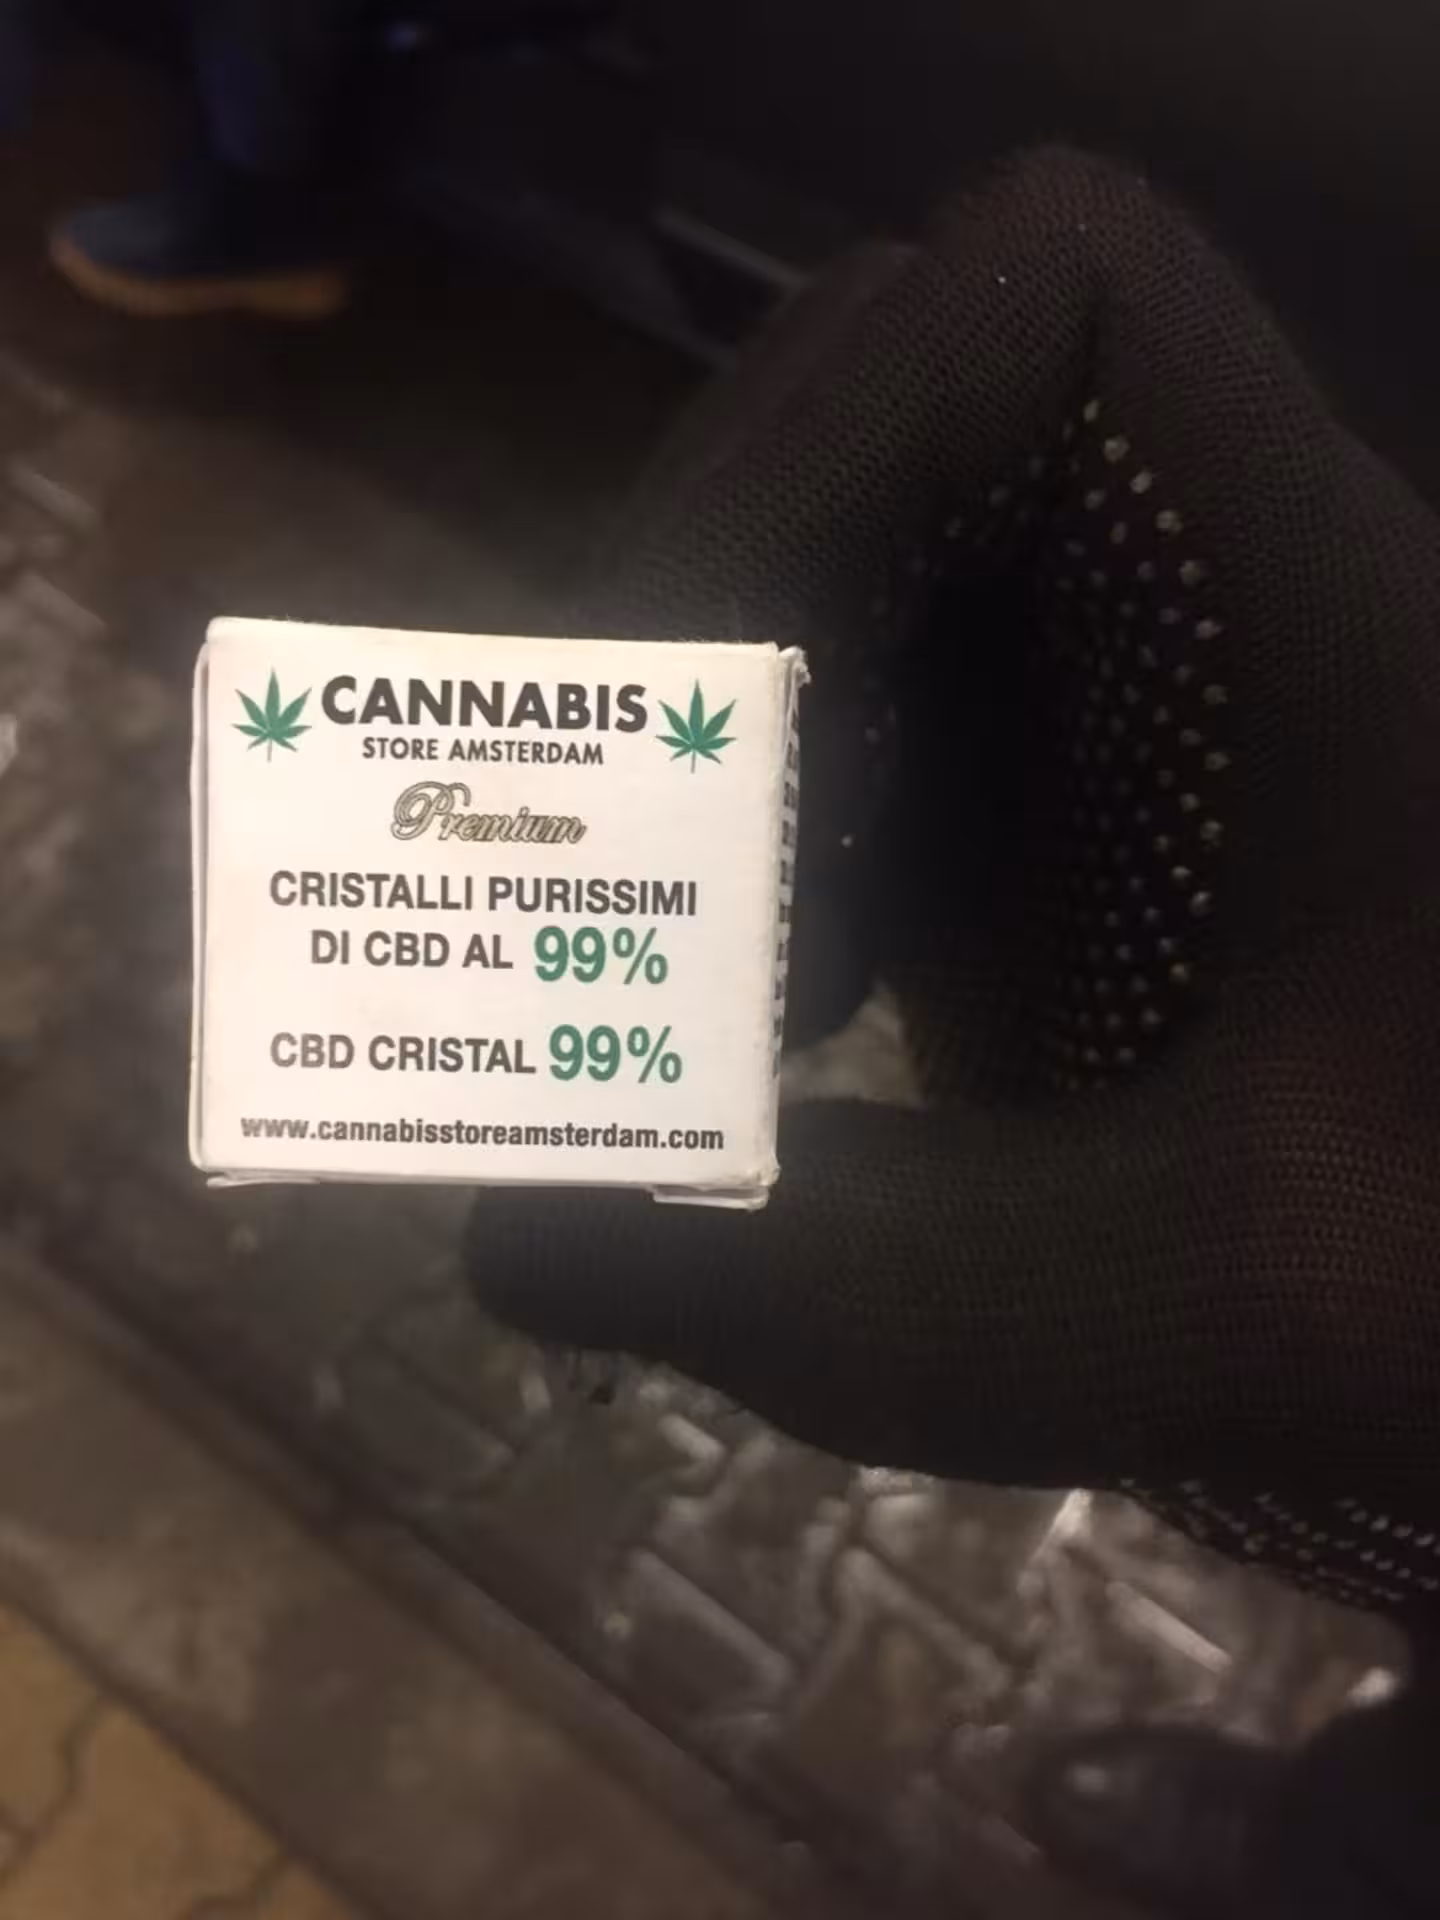 CANNABIS
STORE AMSTERDAM
Premium
CRISTALLI PURISSIMI
DI CBD AL 99%
CBD CRISTAL 99%
www.cannabisstoreamsterdam.com